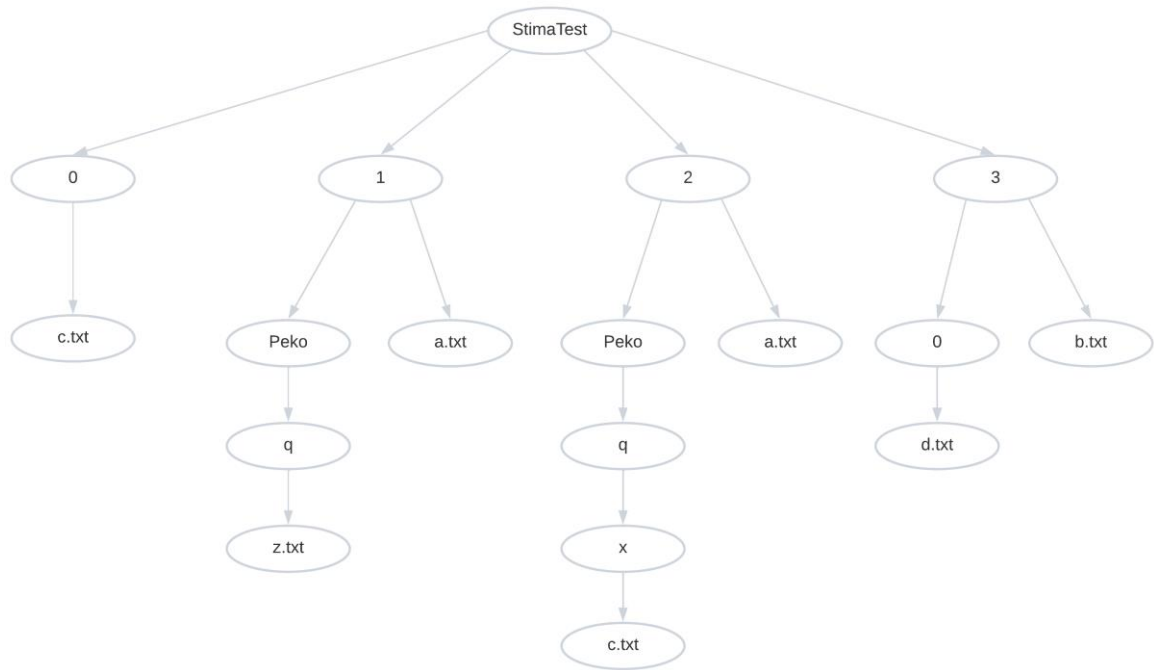 StimaTest
0
1
2
3
c.txt
Peko
a.txt
Peko
a.txt
0
b.txt
q
q
d.txt
z.txt
x
c.txt